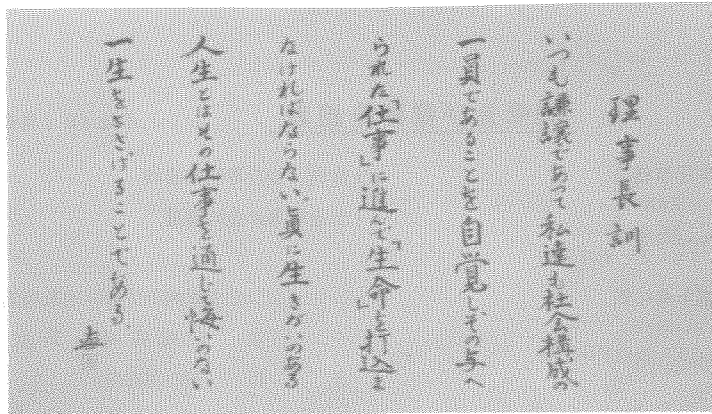 理事長訓
いつも謙譲であって私達も社会構成の
一員であることを自覚しその与へ
られた「仕事」に進んで「生命」を打込ま
なければならない、真に生きがいのある
人生とはその仕事を通じて悔いのない
一生をささげることである、